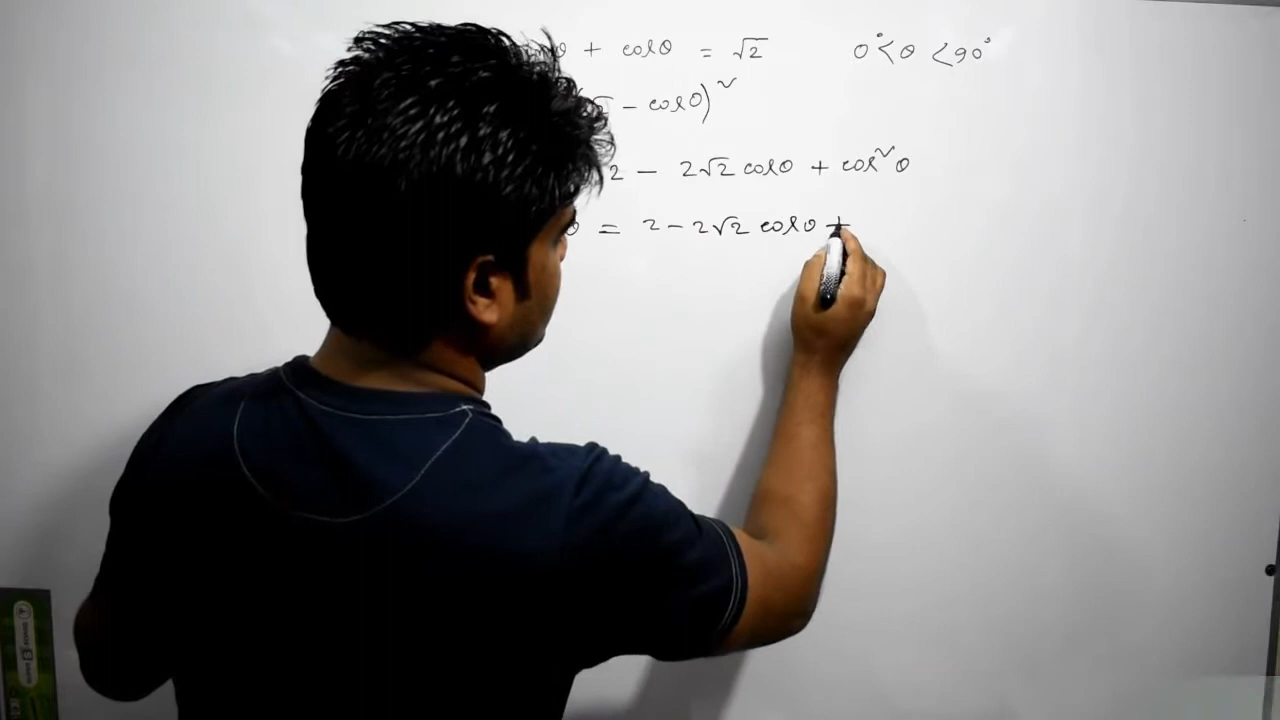 θ + cosθ = √2 0° < θ < 90°
− cosθ)²
2 − 2√2 cosθ + cos²θ
θ = 2 − 2√2 cosθ +